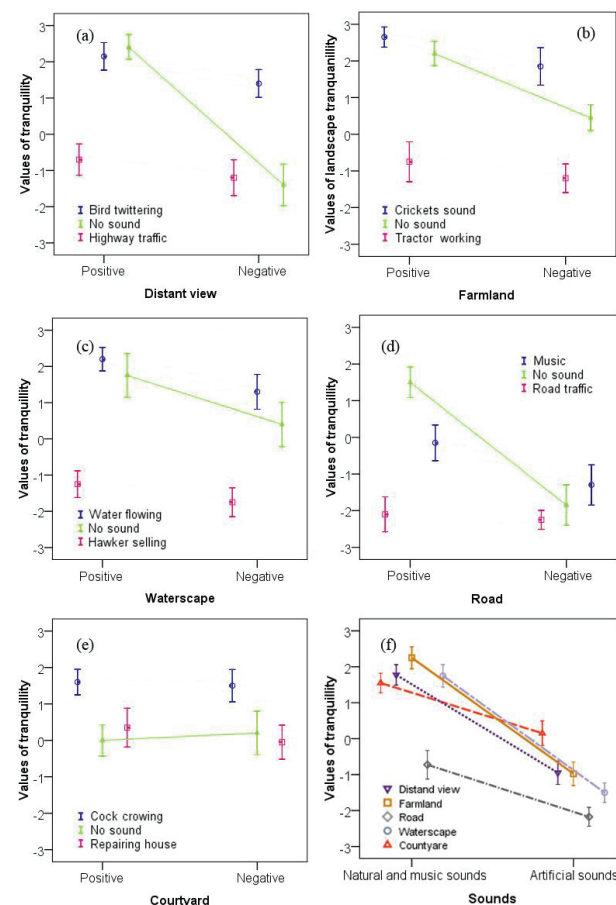 (a)
Values of tranquillity
3
2
1
0
-1
-2
-3
Bird twittering
No sound
Highway traffic
Positive
Negative
Distant view
(b)
Values of landscape tranquanillity
3
2
1
0
-1
-2
-3
Crickets sound
No sound
Tractor working
Positive
Negative
Farmland
(c)
Values of tranquillity
3
2
1
0
-1
-2
-3
Water flowing
No sound
Hawker selling
Positive
Negative
Waterscape
(d)
Values of tranquillity
3
2
1
0
-1
-2
-3
Music
No sound
Road traffic
Positive
Negative
Road
(e)
Values of tranquillity
3
2
1
0
-1
-2
-3
Cock crowing
No sound
Repairing house
Positive
Negative
Courtyard
(f)
Values of tranquillity
3
2
1
0
-1
-2
-3
Distand view
Farmland
Road
Waterscape
Countyare
Natural and music sounds
Artificial sounds
Sounds